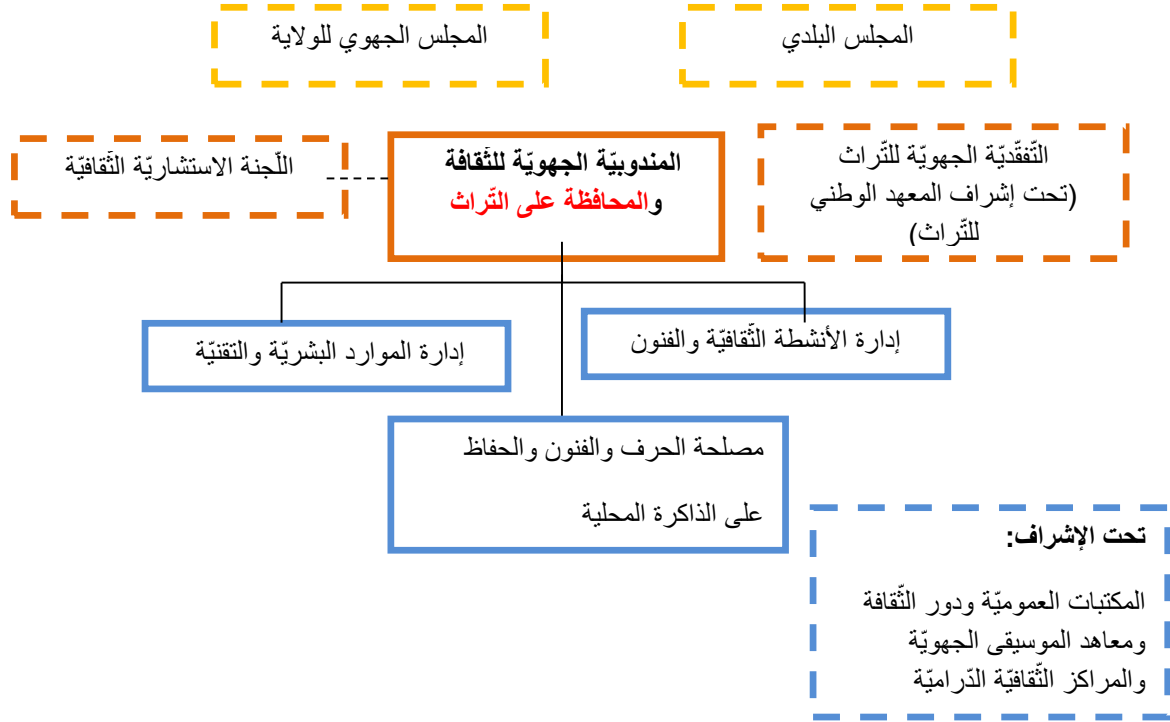 المجلس البلدي
المجلس الجهوي للولاية
التّفقّديّة الجهويّة للتّراث
(تحت إشراف المعهد الوطني
للتّراث)
المندوبيّة الجهويّة للثّقافة
والمحافظة على التّراث
اللّجنة الاستشاريّة الثّقافيّة
إدارة الأنشطة الثّقافيّة والفنون
إدارة الموارد البشريّة والتقنيّة
مصلحة الحرف والفنون والحفاظ
على الذاكرة المحلية
تحت الإشراف:
المكتبات العموميّة ودور الثّقافة
ومعاهد الموسيقى الجهويّة
والمراكز الثّقافيّة الدّراميّة